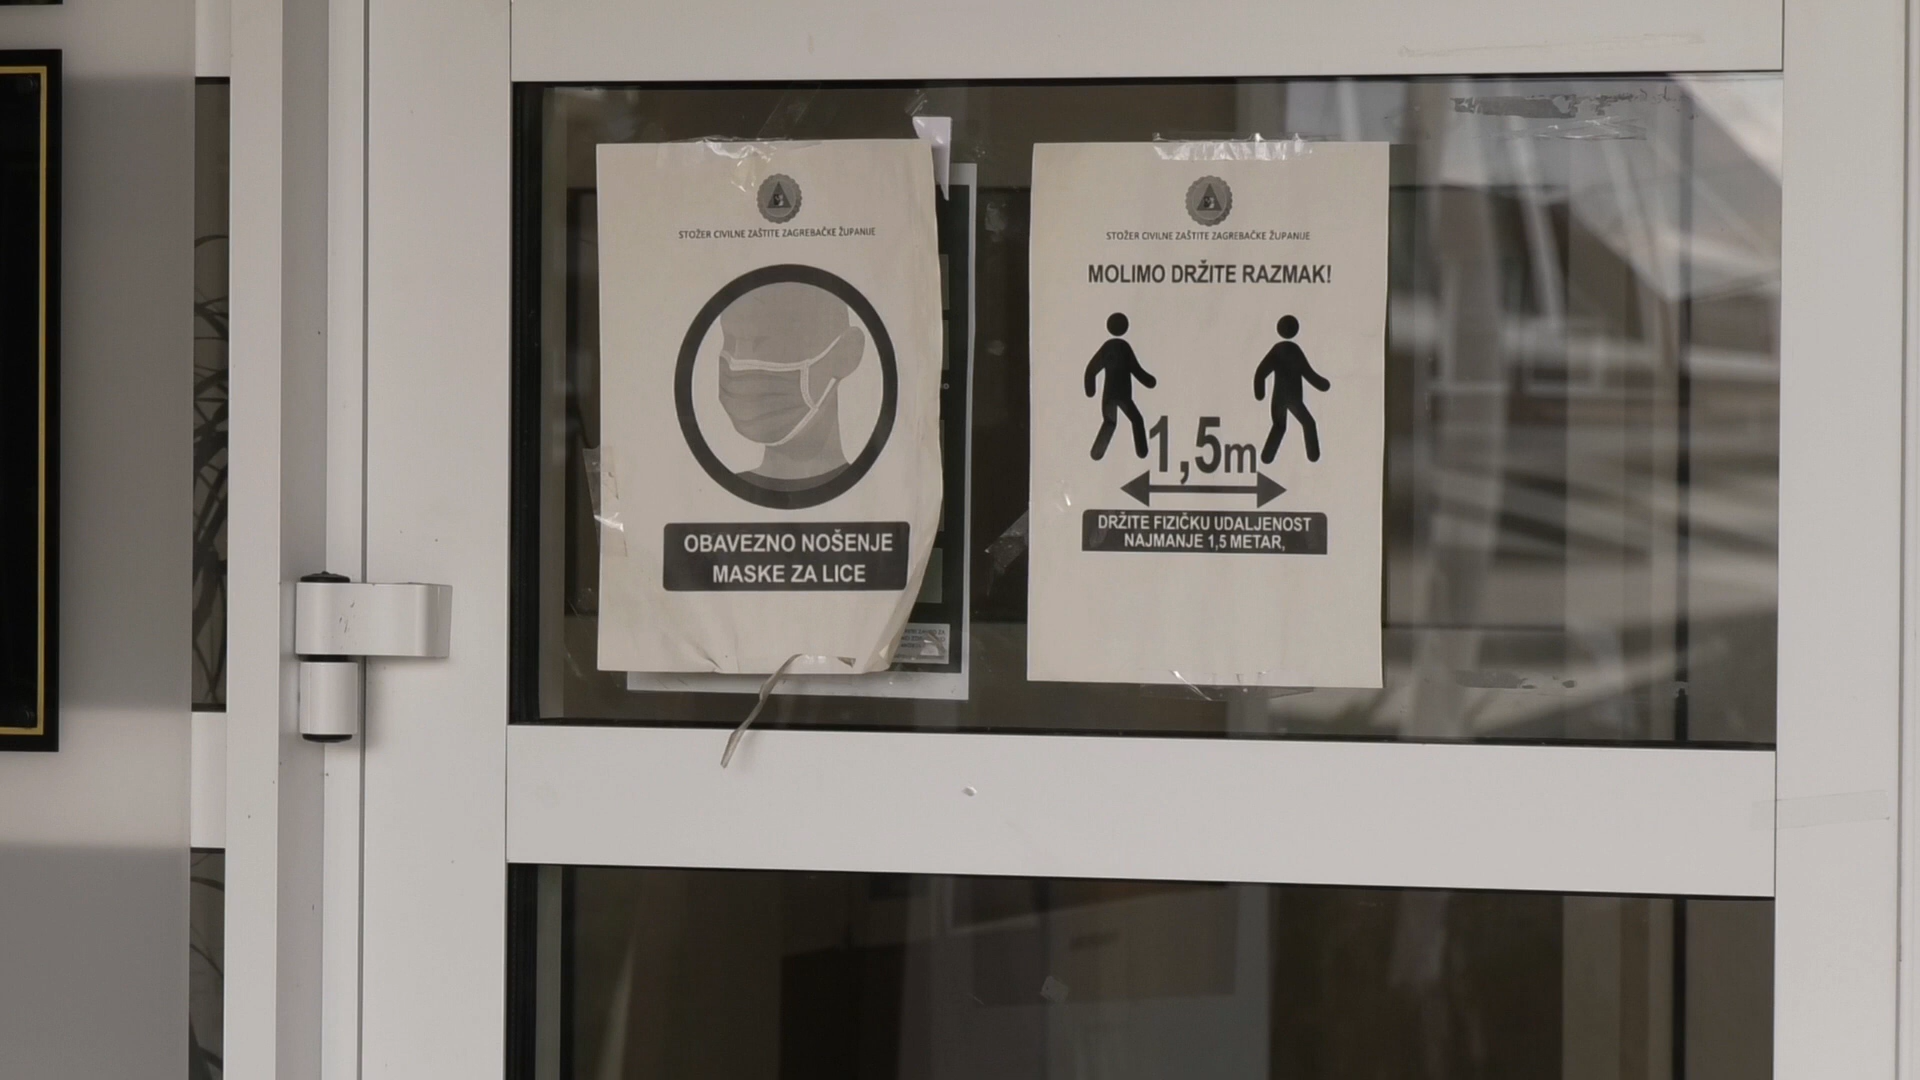 STOŽER CIVILNE ZAŠTITE ZAGREBAČKE ŽUPANIJE
OBAVEZNO NOŠENJE
MASKE ZA LICE
STOŽER CIVILNE ZAŠTITE ZAGREBAČKE ŽUPANIJE
MOLIMO DRŽITE RAZMAK!
1,5m
DRŽITE FIZIČKU UDALJENOST
NAJMANJE 1,5 METAR,